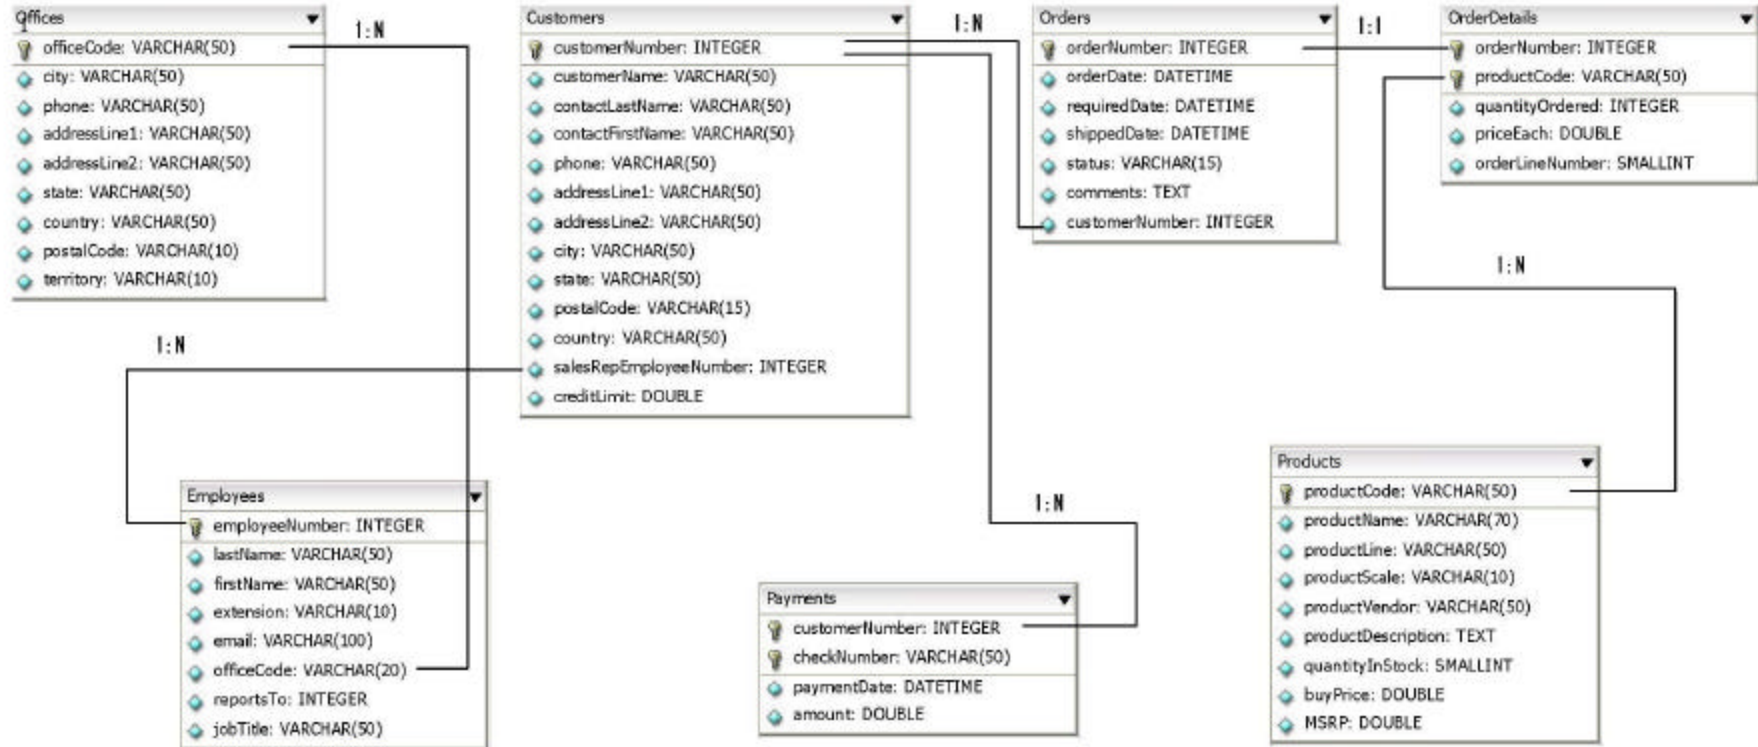 Offices
officeCode: VARCHAR(50)
city: VARCHAR(50)
phone: VARCHAR(50)
addressLine1: VARCHAR(50)
addressLine2: VARCHAR(50)
state: VARCHAR(50)
country: VARCHAR(50)
postalCode: VARCHAR(10)
territory: VARCHAR(10)
1:N
Customers
customerNumber: INTEGER
customerName: VARCHAR(50)
contactLastName: VARCHAR(50)
contactFirstName: VARCHAR(50)
phone: VARCHAR(50)
addressLine1: VARCHAR(50)
addressLine2: VARCHAR(50)
city: VARCHAR(50)
state: VARCHAR(50)
postalCode: VARCHAR(15)
country: VARCHAR(50)
salesRepEmployeeNumber: INTEGER
creditLimit: DOUBLE
1:N
Orders
orderNumber: INTEGER
orderDate: DATETIME
requiredDate: DATETIME
shippedDate: DATETIME
status: VARCHAR(15)
comments: TEXT
customerNumber: INTEGER
1:1
OrderDetails
orderNumber: INTEGER
productCode: VARCHAR(50)
quantityOrdered: INTEGER
priceEach: DOUBLE
orderLineNumber: SMALLINT
1:N
1:N
Employees
employeeNumber: INTEGER
lastName: VARCHAR(50)
firstName: VARCHAR(50)
extension: VARCHAR(10)
email: VARCHAR(100)
officeCode: VARCHAR(20)
reportsTo: INTEGER
jobTitle: VARCHAR(50)
1:N
Payments
customerNumber: INTEGER
checkNumber: VARCHAR(50)
paymentDate: DATETIME
amount: DOUBLE
Products
productCode: VARCHAR(50)
productName: VARCHAR(70)
productLine: VARCHAR(50)
productScale: VARCHAR(10)
productVendor: VARCHAR(50)
productDescription: TEXT
quantityInStock: SMALLINT
buyPrice: DOUBLE
MSRP: DOUBLE